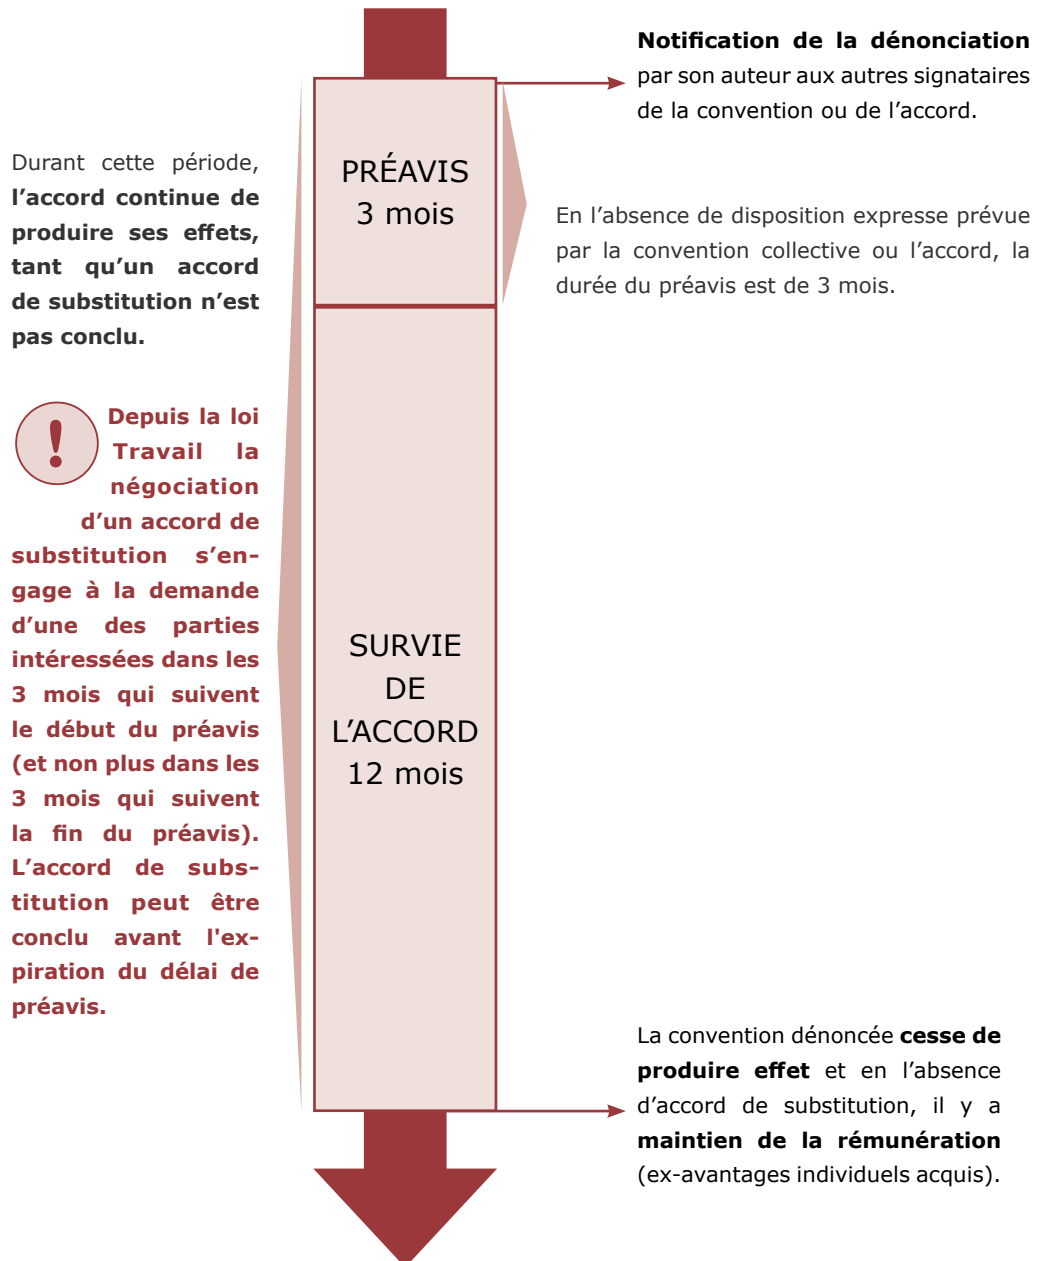 Notification de la dénonciation
par son auteur aux autres signataires
de la convention ou de l’accord.
Durant cette période,
l’accord continue de
produire ses effets,
tant qu’un accord
de substitution n’est
pas conclu.
PRÉAVIS
3 mois
En l’absence de disposition expresse prévue
par la convention collective ou l’accord, la
durée du préavis est de 3 mois.
!
Depuis la loi
Travail la
négociation
d’un accord de
substitution s’en-
gage à la demande
d’une des parties
intéressées dans les
3 mois qui suivent
le début du préavis
(et non plus dans les
3 mois qui suivent
la fin du préavis).
L’accord de subs-
titution peut être
conclu avant l'ex-
piration du délai de
préavis.
SURVIE
DE
L’ACCORD
12 mois
La convention dénoncée cesse de
produire effet et en l’absence
d’accord de substitution, il y a
maintien de la rémunération
(ex-avantages individuels acquis).